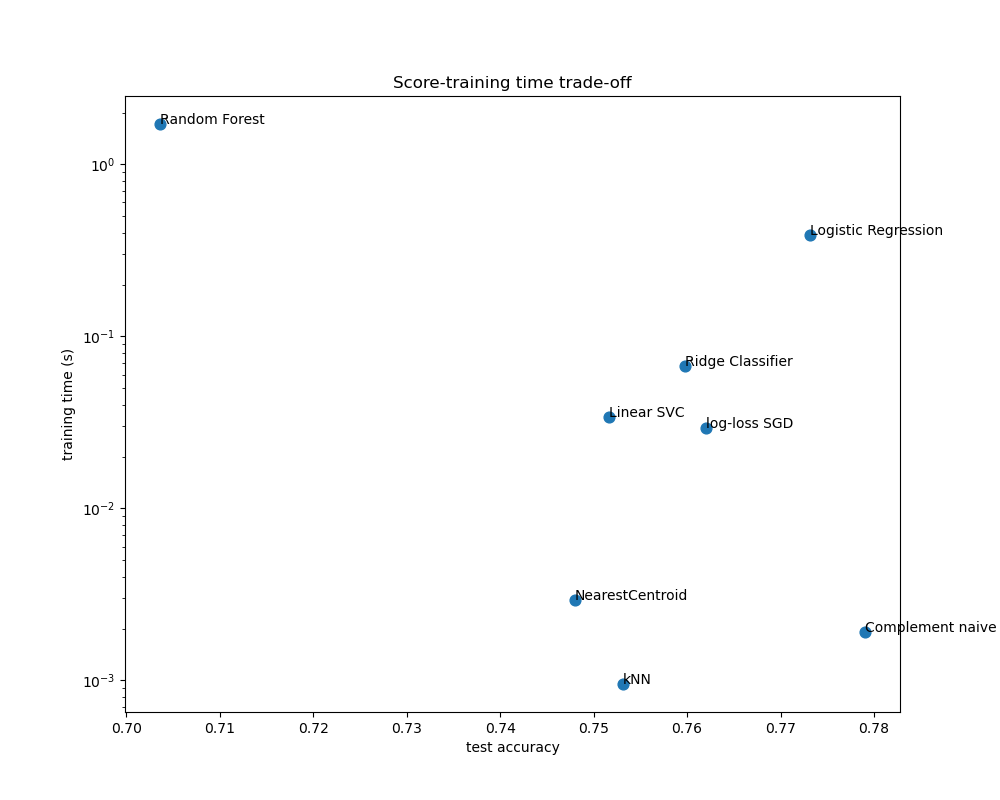 Score-training time trade-off
Random Forest
Logistic Regression
Ridge Classifier
Linear SVC
log-loss SGD
NearestCentroid
Complement naive
kNN
training time (s)
10⁰
10⁻¹
10⁻²
10⁻³
0.70 0.71 0.72 0.73 0.74 0.75 0.76 0.77 0.78
test accuracy